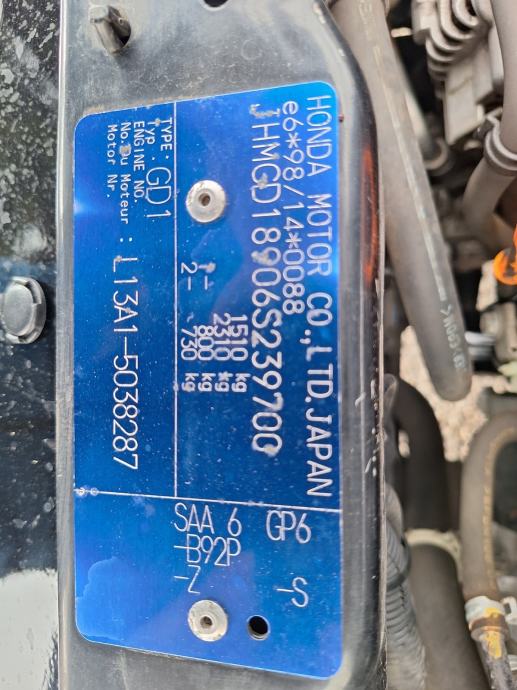 HONDA MOTOR CO.,LTD.JAPAN
e6*98/14*0088
JHMGD18906S239700
1510 kg
2310 kg
1- 800 kg
2- 730 kg
TYPE:
Typ. : GD1
ENGINE NO.
No.Du Moteur : L13A1-5038287
Motor Nr.
SAA 6 GP6
-B92P
-Z -S